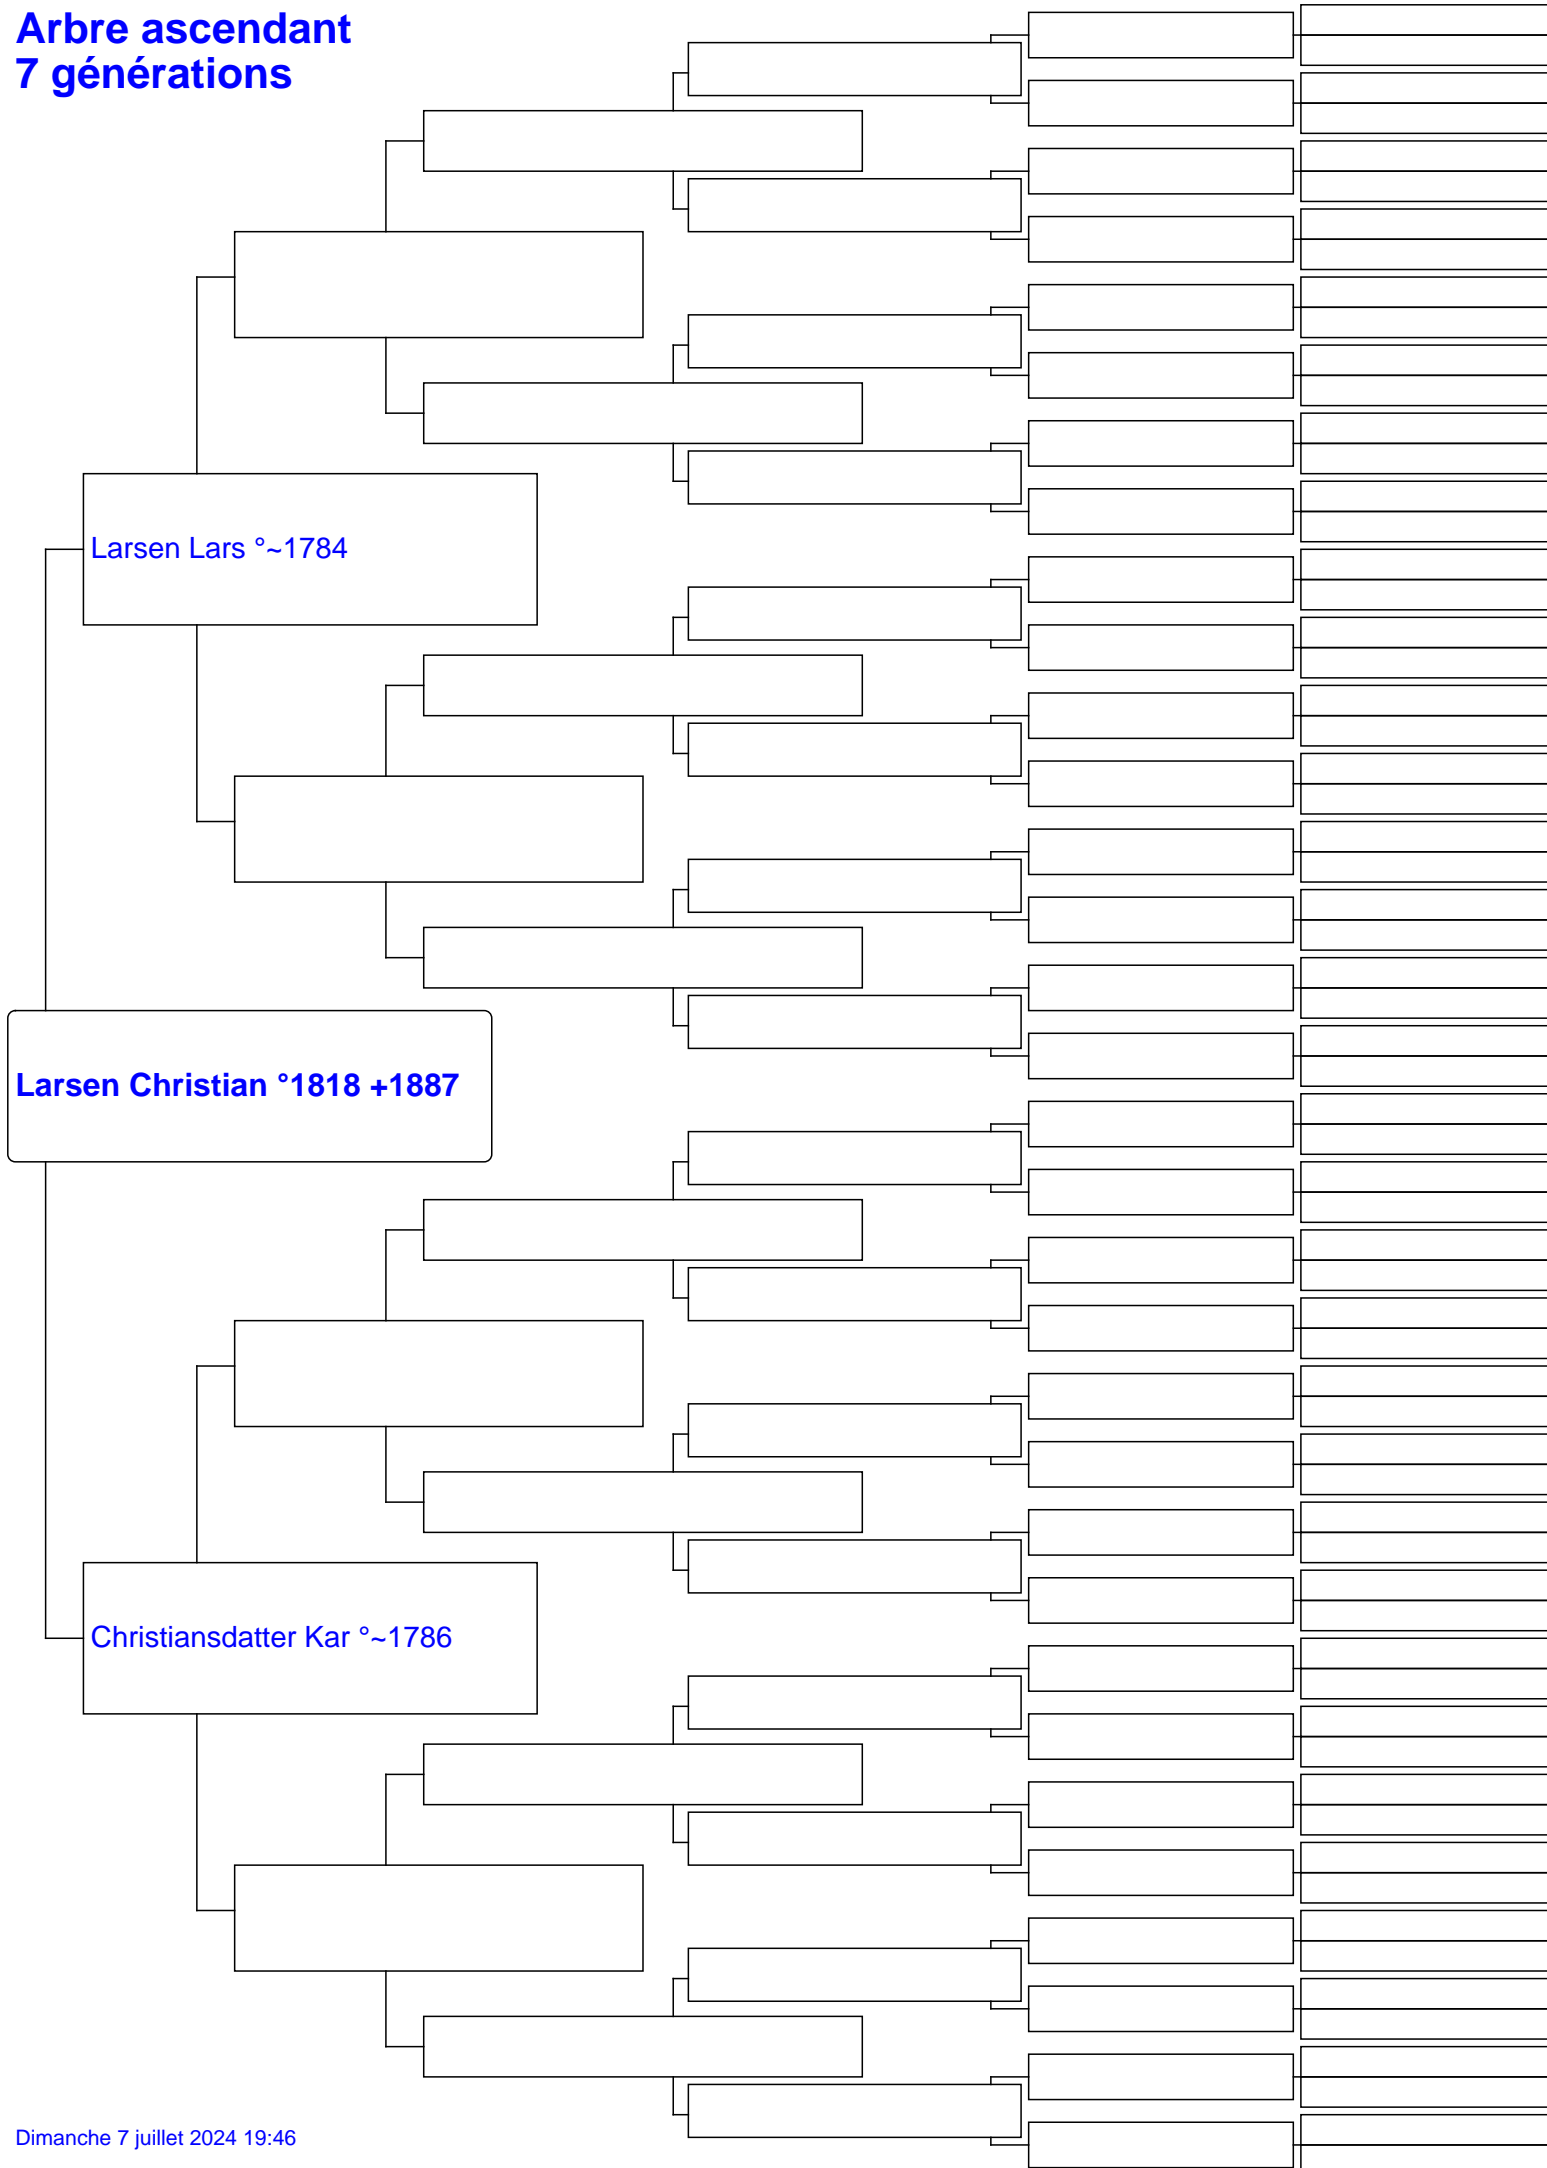 Arbre ascendant
7 générations
Larsen Lars °~1784
Larsen Christian °1818 +1887
Christiansdatter Kar °~1786
Dimanche 7 juillet 2024 19:46